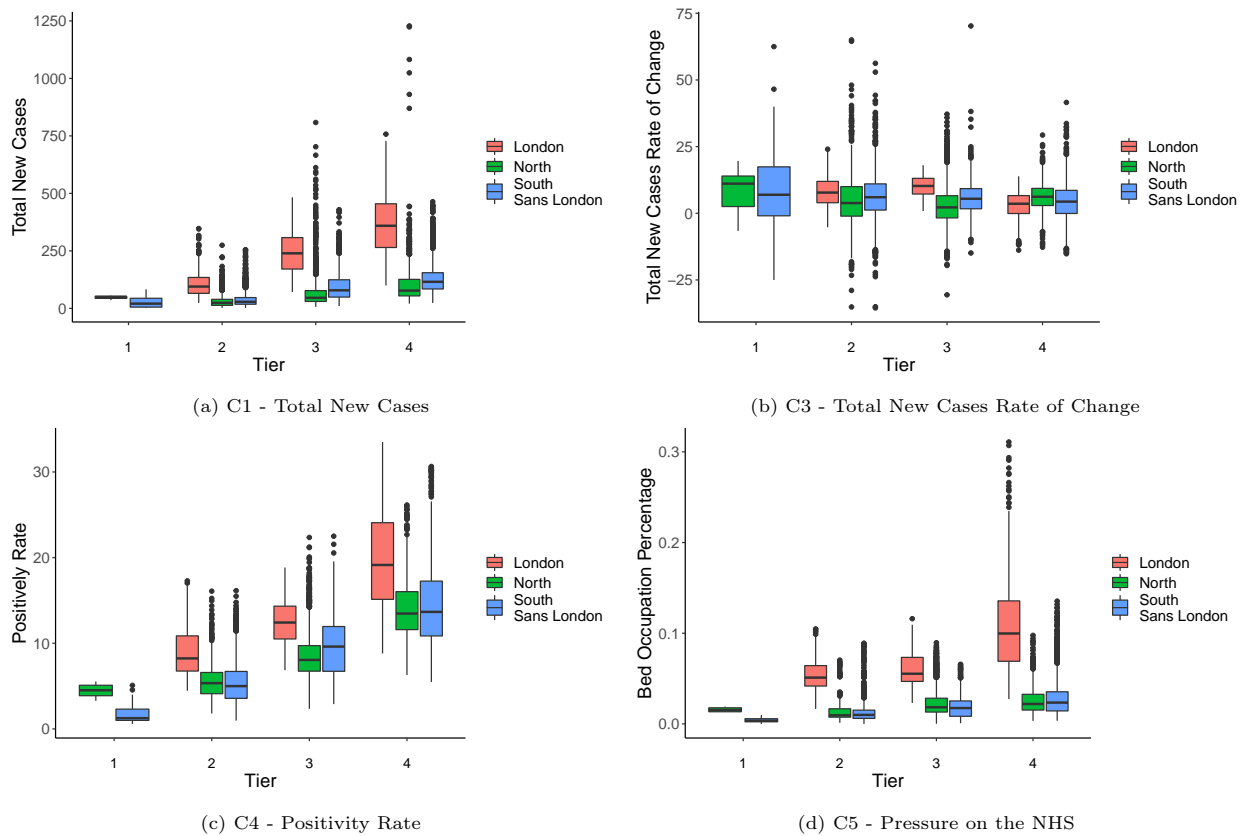 Total New Cases
1250
1000
750
500
250
0
1 2 3 4
Tier
London
North
South
Sans London
(a) C1 - Total New Cases
Total New Cases Rate of Change
75
50
25
0
−25
1 2 3 4
Tier
London
North
South
Sans London
(b) C3 - Total New Cases Rate of Change
Positively Rate
30
20
10
0
1 2 3 4
Tier
London
North
South
Sans London
(c) C4 - Positivity Rate
Bed Occupation Percentage
0.3
0.2
0.1
0.0
1 2 3 4
Tier
London
North
South
Sans London
(d) C5 - Pressure on the NHS